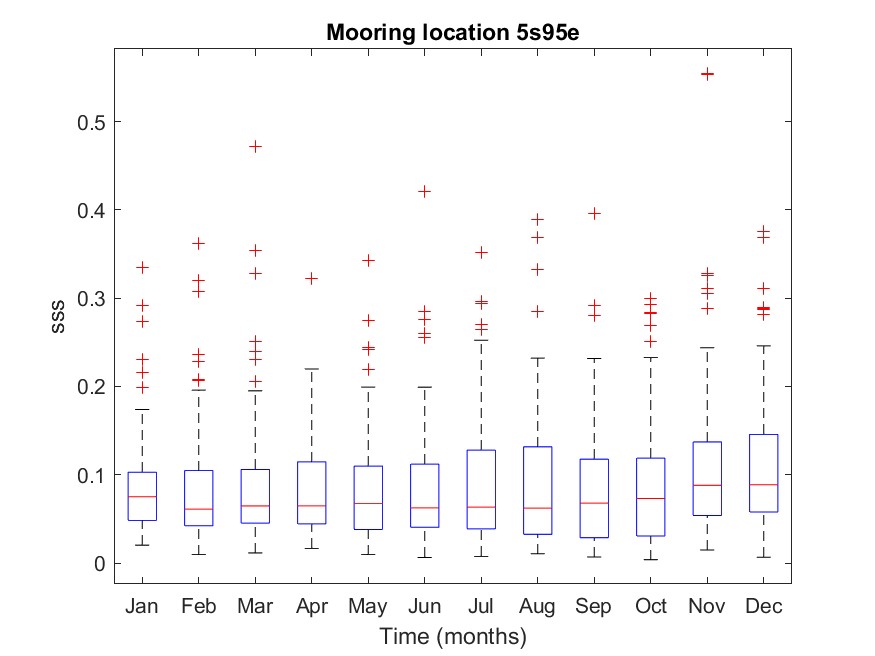 Mooring location 5s95e
0.5
0.4
0.3
0.2
0.1
0
sss
Jan Feb Mar Apr May Jun Jul Aug Sep Oct Nov Dec
Time (months)